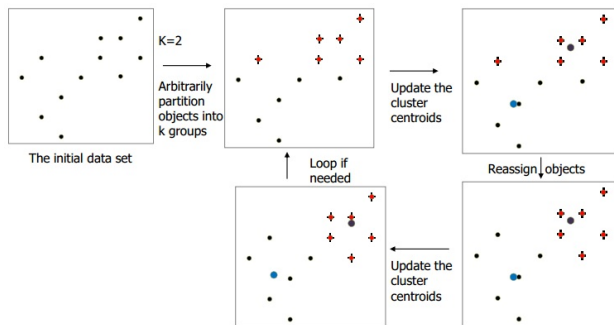 K=2
Arbitrarily
partition
objects into
k groups
The initial data set
Update the
cluster
centroids
Reassign objects
Loop if
needed
Update the
cluster
centroids